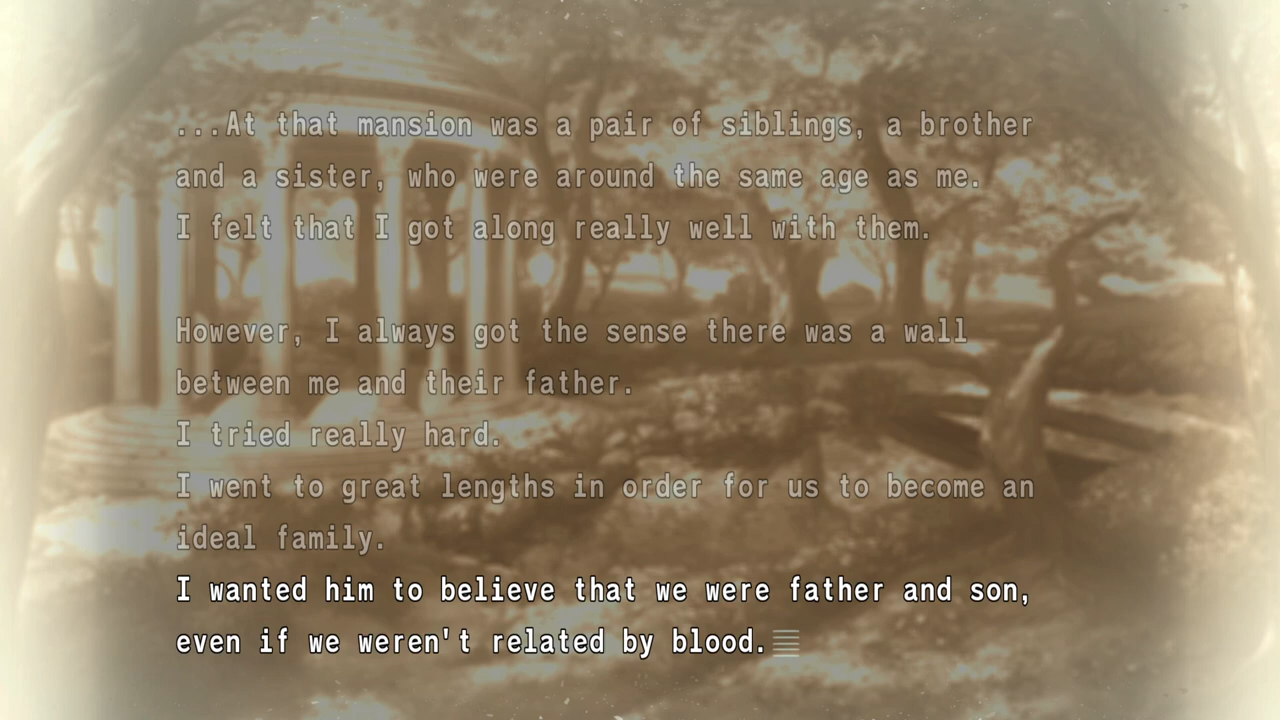 ...At that mansion was a pair of siblings, a brother
and a sister, who were around the same age as me.
I felt that I got along really well with them.
However, I always got the sense there was a wall
between me and their father.
I tried really hard.
I went to great lengths in order for us to become an
ideal family.
I wanted him to believe that we were father and son,
even if we weren't related by blood.